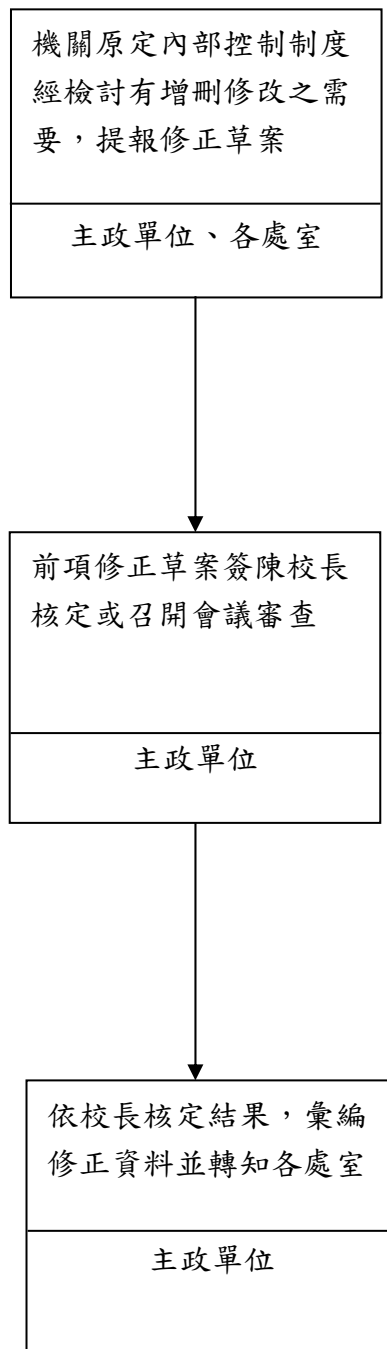 機關原定內部控制制度
經檢討有增刪修改之需
要，提報修正草案
主政單位、各處室
前項修正草案簽陳校長
核定或召開會議審查
主政單位
依校長核定結果，彙編
修正資料並轉知各處室
主政單位